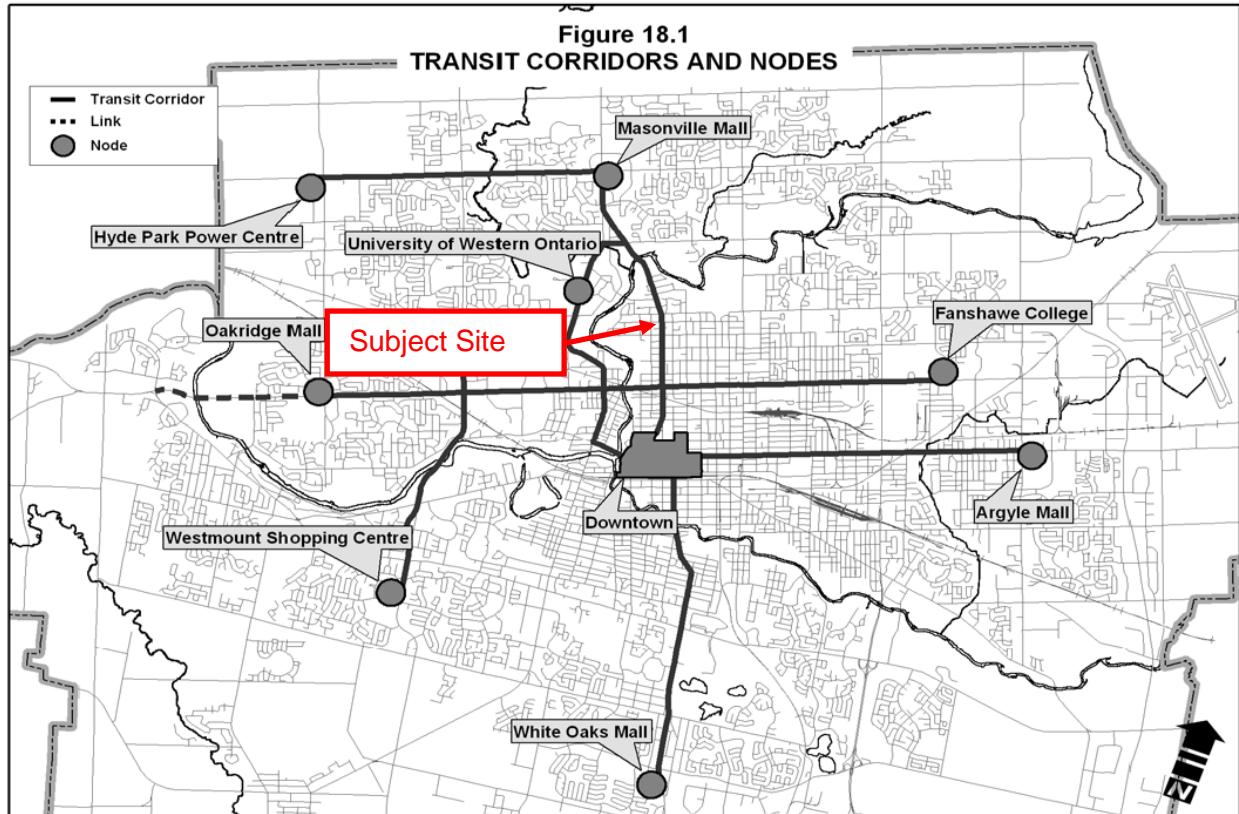 Figure 18.1
TRANSIT CORRIDORS AND NODES
Transit Corridor
Link
Node
Masonville Mall
Hyde Park Power Centre
University of Western Ontario
Oakridge Mall
Subject Site
Fanshawe College
Argyle Mall
Downtown
Westmount Shopping Centre
White Oaks Mall
N